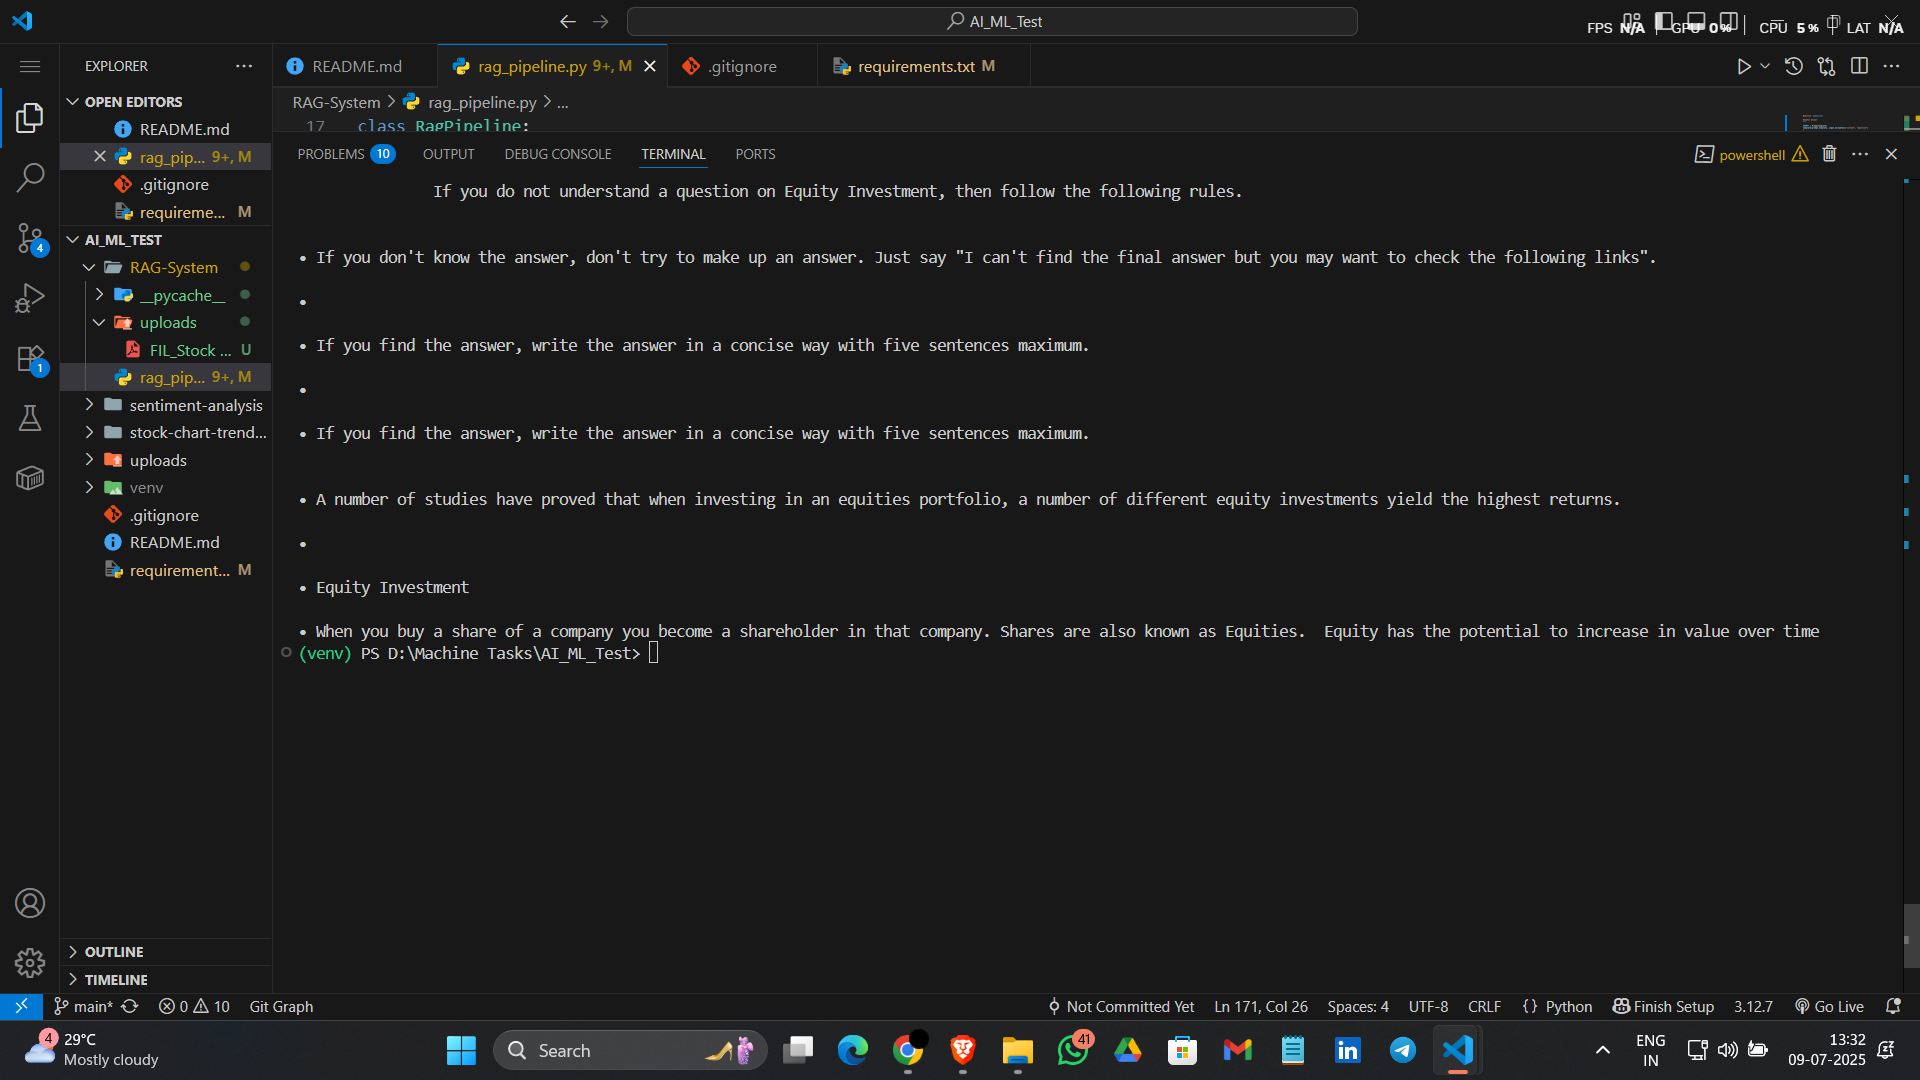 AI_ML_Test
FPS N/A GPU 0% CPU 5% LAT N/A
EXPLORER
README.md
rag_pipeline.py 9+, M
.gitignore
requirements.txt M
OPEN EDITORS
README.md
rag_pip... 9+, M
.gitignore
requireme... M
AI_ML_TEST
RAG-System
__pycache__
uploads
FIL_Stock ... U
rag_pip... 9+, M
sentiment-analysis
stock-chart-trend...
uploads
venv
.gitignore
README.md
requirement... M
OUTLINE
TIMELINE
4
1
RAG-System > rag_pipeline.py > ...
17 class RagPipeline:
PROBLEMS 10 OUTPUT DEBUG CONSOLE TERMINAL PORTS
powershell
If you do not understand a question on Equity Investment, then follow the following rules.
• If you don't know the answer, don't try to make up an answer. Just say "I can't find the final answer but you may want to check the following links".
•
• If you find the answer, write the answer in a concise way with five sentences maximum.
•
• If you find the answer, write the answer in a concise way with five sentences maximum.
• A number of studies have proved that when investing in an equities portfolio, a number of different equity investments yield the highest returns.
•
• Equity Investment
• When you buy a share of a company you become a shareholder in that company. Shares are also known as Equities.  Equity has the potential to increase in value over time
(venv) PS D:\Machine Tasks\AI_ML_Test>
main* 0 10 Git Graph
Not Committed Yet Ln 171, Col 26 Spaces: 4 UTF-8 CRLF {} Python Finish Setup 3.12.7 Go Live
4 29°C
Mostly cloudy
Search
41
ENG
IN
13:32
09-07-2025